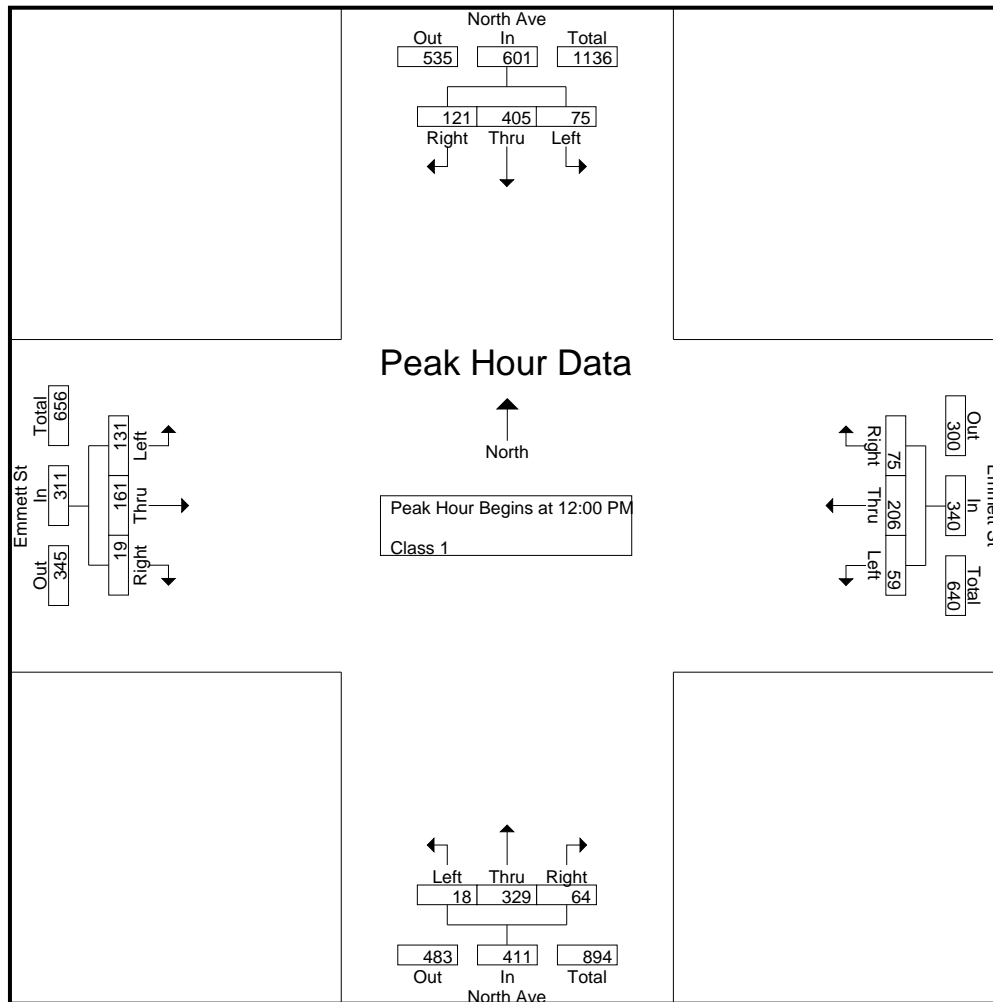 North Ave
Out In Total
535 601 1136
121 405 75
Right Thru Left
Peak Hour Data
North
Peak Hour Begins at 12:00 PM
Class 1
Emmett St
Out In Total
345 311 656
19 161 131
Right Thru Left
Emmett St
Out In Total
300 340 640
75 206 59
Right Thru Left
Left Thru Right
18 329 64
483 411 894
Out In Total
North Ave